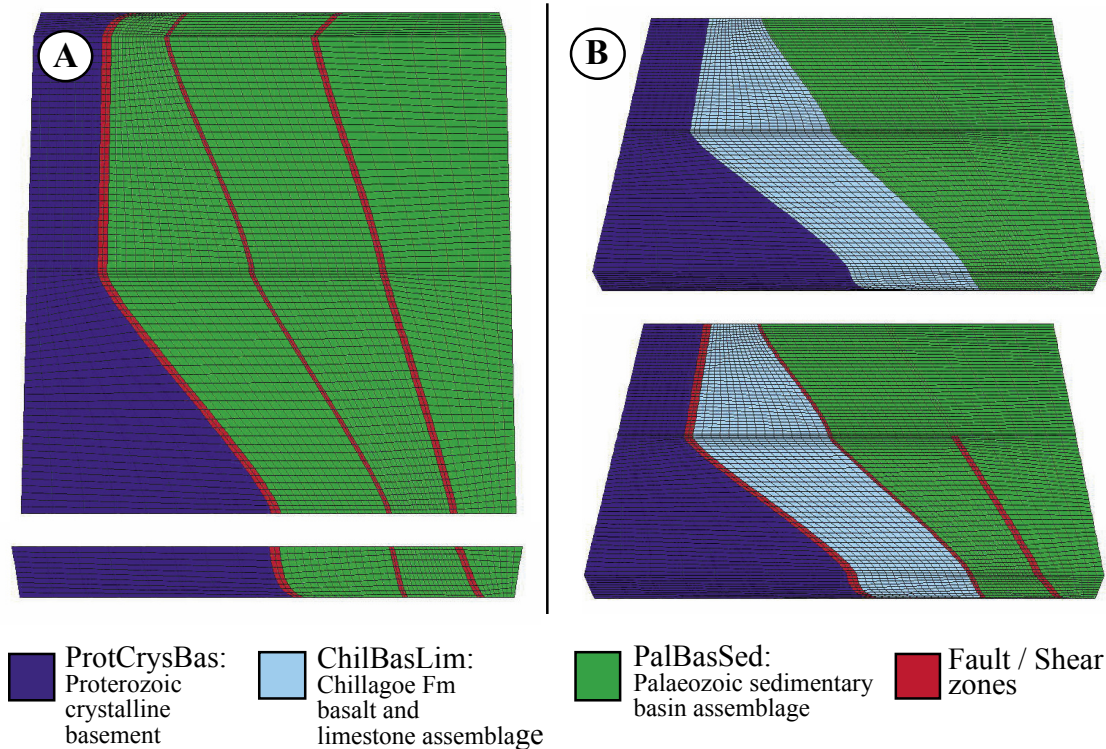 A
B
ProtCrysBas:
Proterozoic
crystalline
basement
ChilBasLim:
Chillagoe Fm
basalt and
limestone assemblage
PalBasSed:
Palaeozoic sedimentary
basin assemblage
Fault / Shear
zones